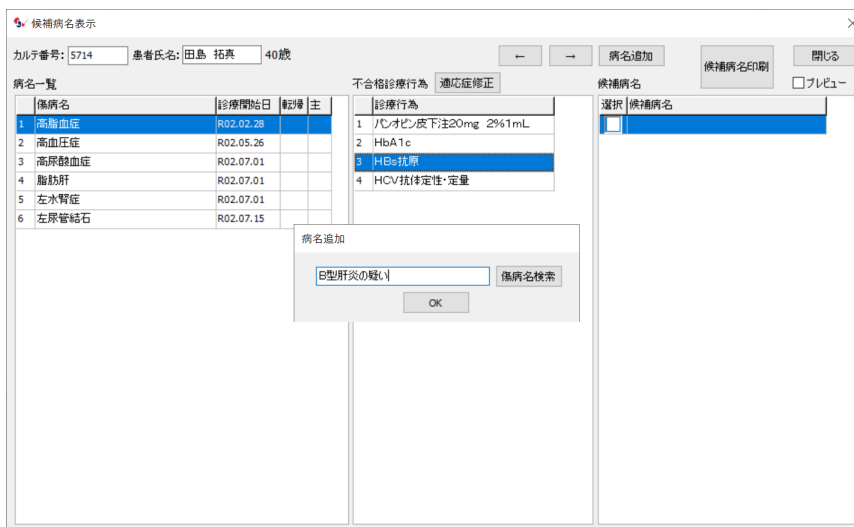 候補病名表示
カルテ番号: 5714 患者氏名: 田島 拓真 40歳 ← → 病名追加 候補病名印刷 閉じる
病名一覧 不合格診療行為 適応症修正 候補病名 プレビュー
傷病名 診療開始日 転帰 主 診療行為 選択 候補病名
1 高脂血症 R02.02.28 1 パンオピン皮下注20mg 2%1mL
2 高血圧症 R02.05.26 2 HbA1c
3 高尿酸血症 R02.07.01 3 HBs抗原
4 脂肪肝 R02.07.01 4 HCV抗体定性・定量
5 左水腎症 R02.07.01
6 左尿管結石 R02.07.15
病名追加
B型肝炎の疑い 傷病名検索
OK